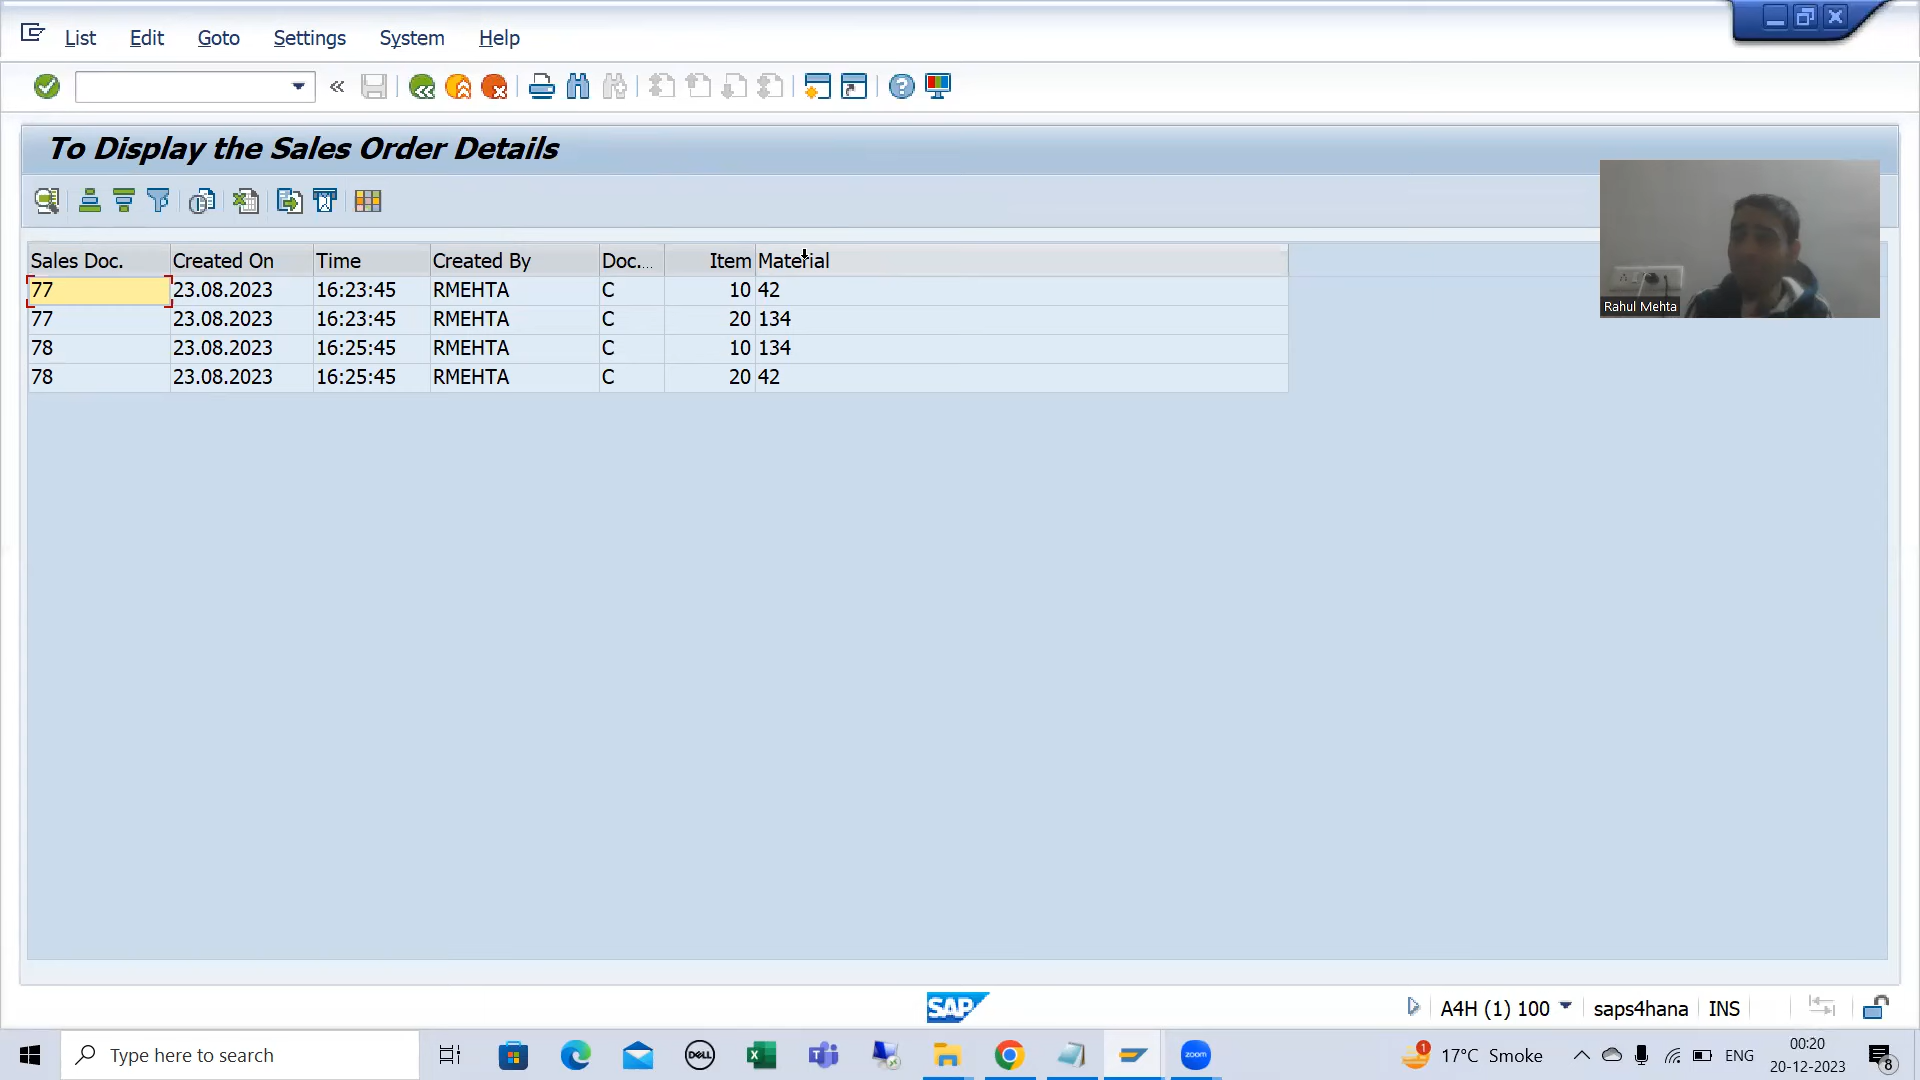 List Edit Goto Settings System Help
To Display the Sales Order Details
Sales Doc. Created On Time Created By Doc.... Item Material
77 23.08.2023 16:23:45 RMEHTA C 10 42
77 23.08.2023 16:23:45 RMEHTA C 20 134
78 23.08.2023 16:25:45 RMEHTA C 10 134
78 23.08.2023 16:25:45 RMEHTA C 20 42
Rahul Mehta
SAP A4H (1) 100 saps4hana INS
Type here to search DELL zoom 1 17°C Smoke ENG 00:20
20-12-2023 8